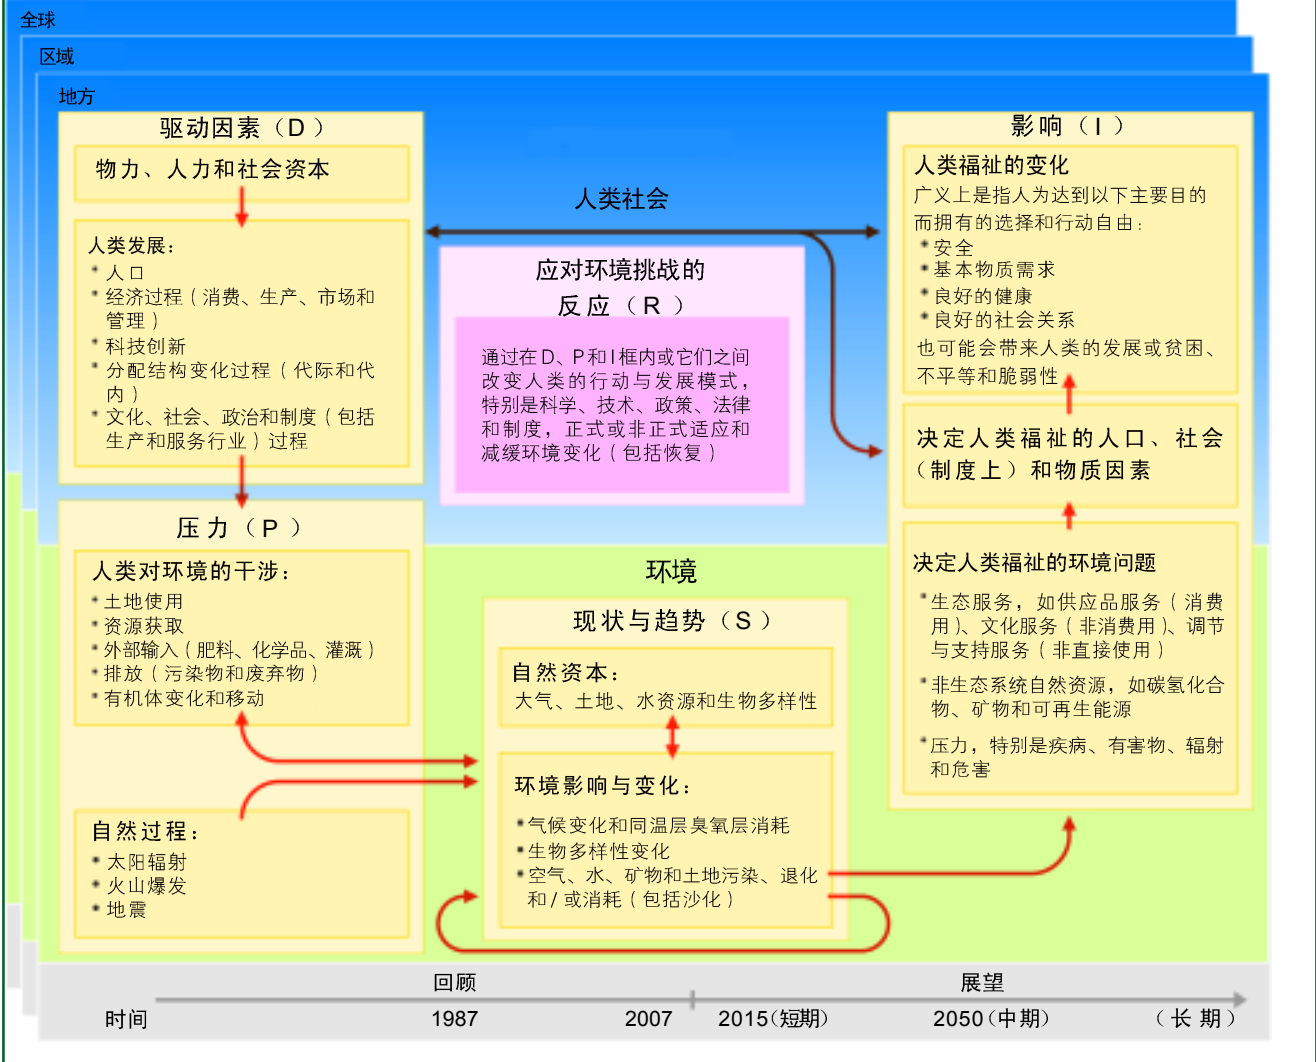 全球
区域
地方
驱动因素（D）
物力、人力和社会资本
人类发展：
* 人口
* 经济过程（消费、生产、市场和
管理）
* 科技创新
* 分配结构变化过程（代际和代
内）
* 文化、社会、政治和制度（包括
生产和服务行业）过程
压力（P）
人类对环境的干涉：
* 土地使用
* 资源获取
* 外部输入（肥料、化学品、灌溉）
* 排放（污染物和废弃物）
* 有机体变化和移动
自然过程：
* 太阳辐射
* 火山爆发
* 地震
人类社会
应对环境挑战的
反应（R）
通过在D、P和I框内或它们之间
改变人类的行动与发展模式，
特别是科学、技术、政策、法律
和制度，正式或非正式适应和
减缓环境变化（包括恢复）
环境
现状与趋势（S）
自然资本：
大气、土地、水资源和生物多样性
环境影响与变化：
* 气候变化和同温层臭氧层消耗
* 生物多样性变化
* 空气、水、矿物和土地污染、退化
和/或消耗（包括沙化）
影响（I）
人类福祉的变化
广义上是指人为达到以下主要目的
而拥有的选择和行动自由：
* 安全
* 基本物质需求
* 良好的健康
* 良好的社会关系
也可能会带来人类的发展或贫困、
不平等和脆弱性
决定人类福祉的人口、社会
（制度上）和物质因素
决定人类福祉的环境问题
* 生态服务，如供应品服务（消费
用）、文化服务（非消费用）、调节
与支持服务（非直接使用）
* 非生态系统自然资源，如碳氢化合
物、矿物和可再生能源
* 压力，特别是疾病、有害物、辐射
和危害
回顾
展望
时间
1987
2007
2015（短期）
2050（中期）
（长期）